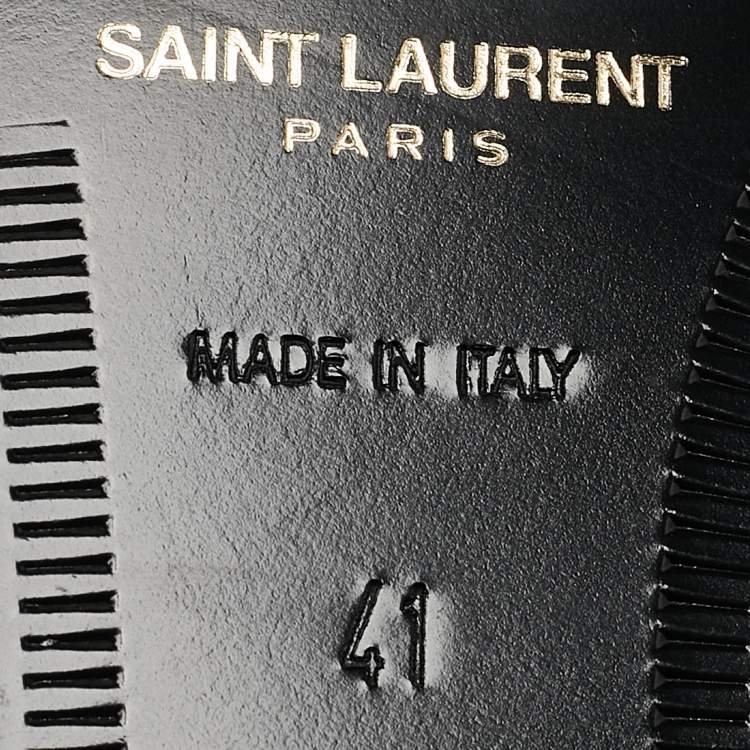 SAINT LAURENT
PARIS
MADE IN ITALY
41